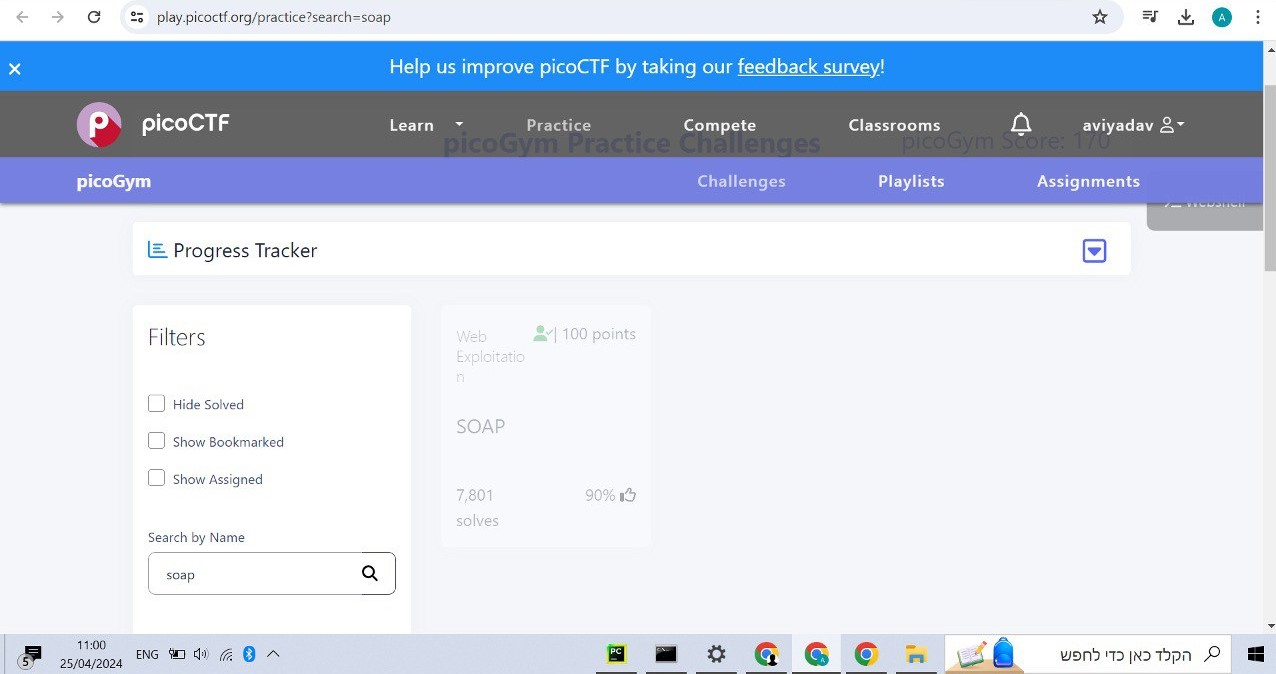 play.picoctf.org/practice?search=soap
A
Help us improve picoCTF by taking our feedback survey!
picoCTF
Learn
Practice
Compete
Classrooms
aviyadav
picoGym Practice Challenges
picoGym Score: 170
picoGym
Challenges
Playlists
Assignments
Webshell
Progress Tracker
Filters
Hide Solved
Show Bookmarked
Show Assigned
Search by Name
soap
Web
Exploitatio
n
| 100 points
SOAP
7,801
solves
90%
5
11:00
25/04/2024
ENG
PC
A
הקלד כאן כדי לחפש